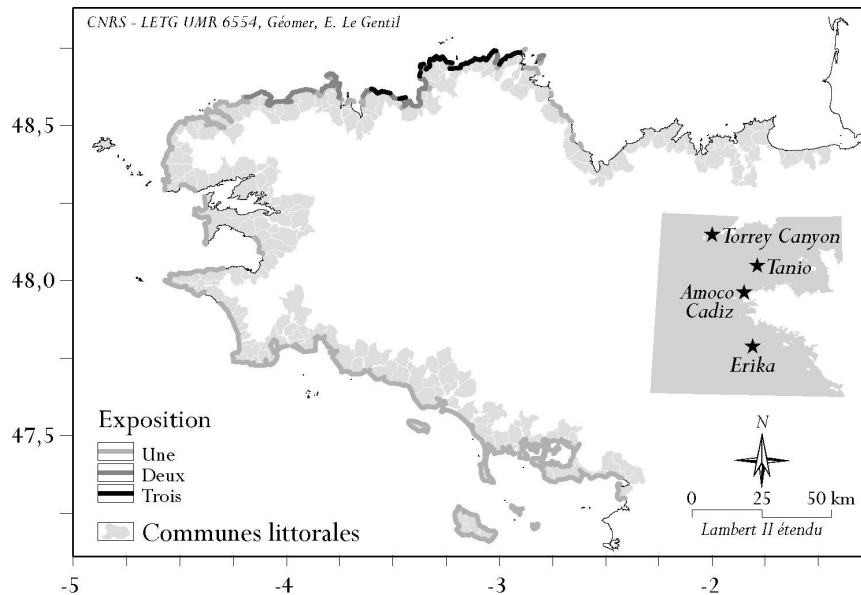 CNRS - LETG UMR 6554, Géomer, E. Le Gentil
48,5
48,0
47,5
Torrey Canyon
Tanio
Amoco
Cadiz
Erika
Exposition
Une
Deux
Trois
Communes littorales
N
0 25 50 km
Lambert II étendu
-5 -4 -3 -2